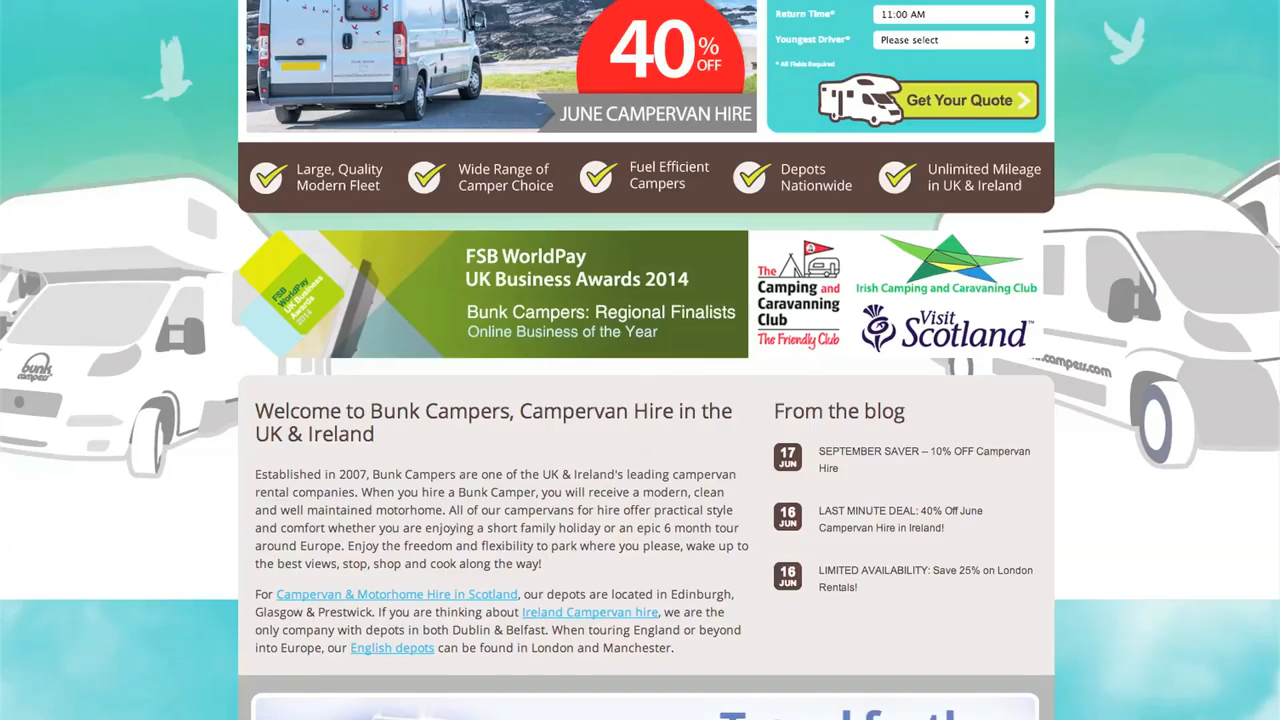 Return Time*
11:00 AM
Youngest Driver*
Please select
* All Fields Required
Get Your Quote
40% OFF
JUNE CAMPERVAN HIRE
Large, Quality
Modern Fleet
Wide Range of
Camper Choice
Fuel Efficient
Campers
Depots
Nationwide
Unlimited Mileage
in UK & Ireland
FSB WorldPay
UK Business
Awards
2014
FSB WorldPay
UK Business Awards 2014
Bunk Campers: Regional Finalists
Online Business of the Year
The
Camping and
Caravanning
Club
The Friendly Club
Irish Camping and Caravaning Club
Visit
Scotland™
bunk
campers
.campers.com
Welcome to Bunk Campers, Campervan Hire in the
UK & Ireland
Established in 2007, Bunk Campers are one of the UK & Ireland's leading campervan
rental companies. When you hire a Bunk Camper, you will receive a modern, clean
and well maintained motorhome. All of our campervans for hire offer practical style
and comfort whether you are enjoying a short family holiday or an epic 6 month tour
around Europe. Enjoy the freedom and flexibility to park where you please, wake up to
the best views, stop, shop and cook along the way!
For Campervan & Motorhome Hire in Scotland, our depots are located in Edinburgh,
Glasgow & Prestwick. If you are thinking about Ireland Campervan hire, we are the
only company with depots in both Dublin & Belfast. When touring England or beyond
into Europe, our English depots can be found in London and Manchester.
From the blog
17 JUN
SEPTEMBER SAVER – 10% OFF Campervan
Hire
16 JUN
LAST MINUTE DEAL: 40% Off June
Campervan Hire in Ireland!
16 JUN
LIMITED AVAILABILITY: Save 25% on London
Rentals!